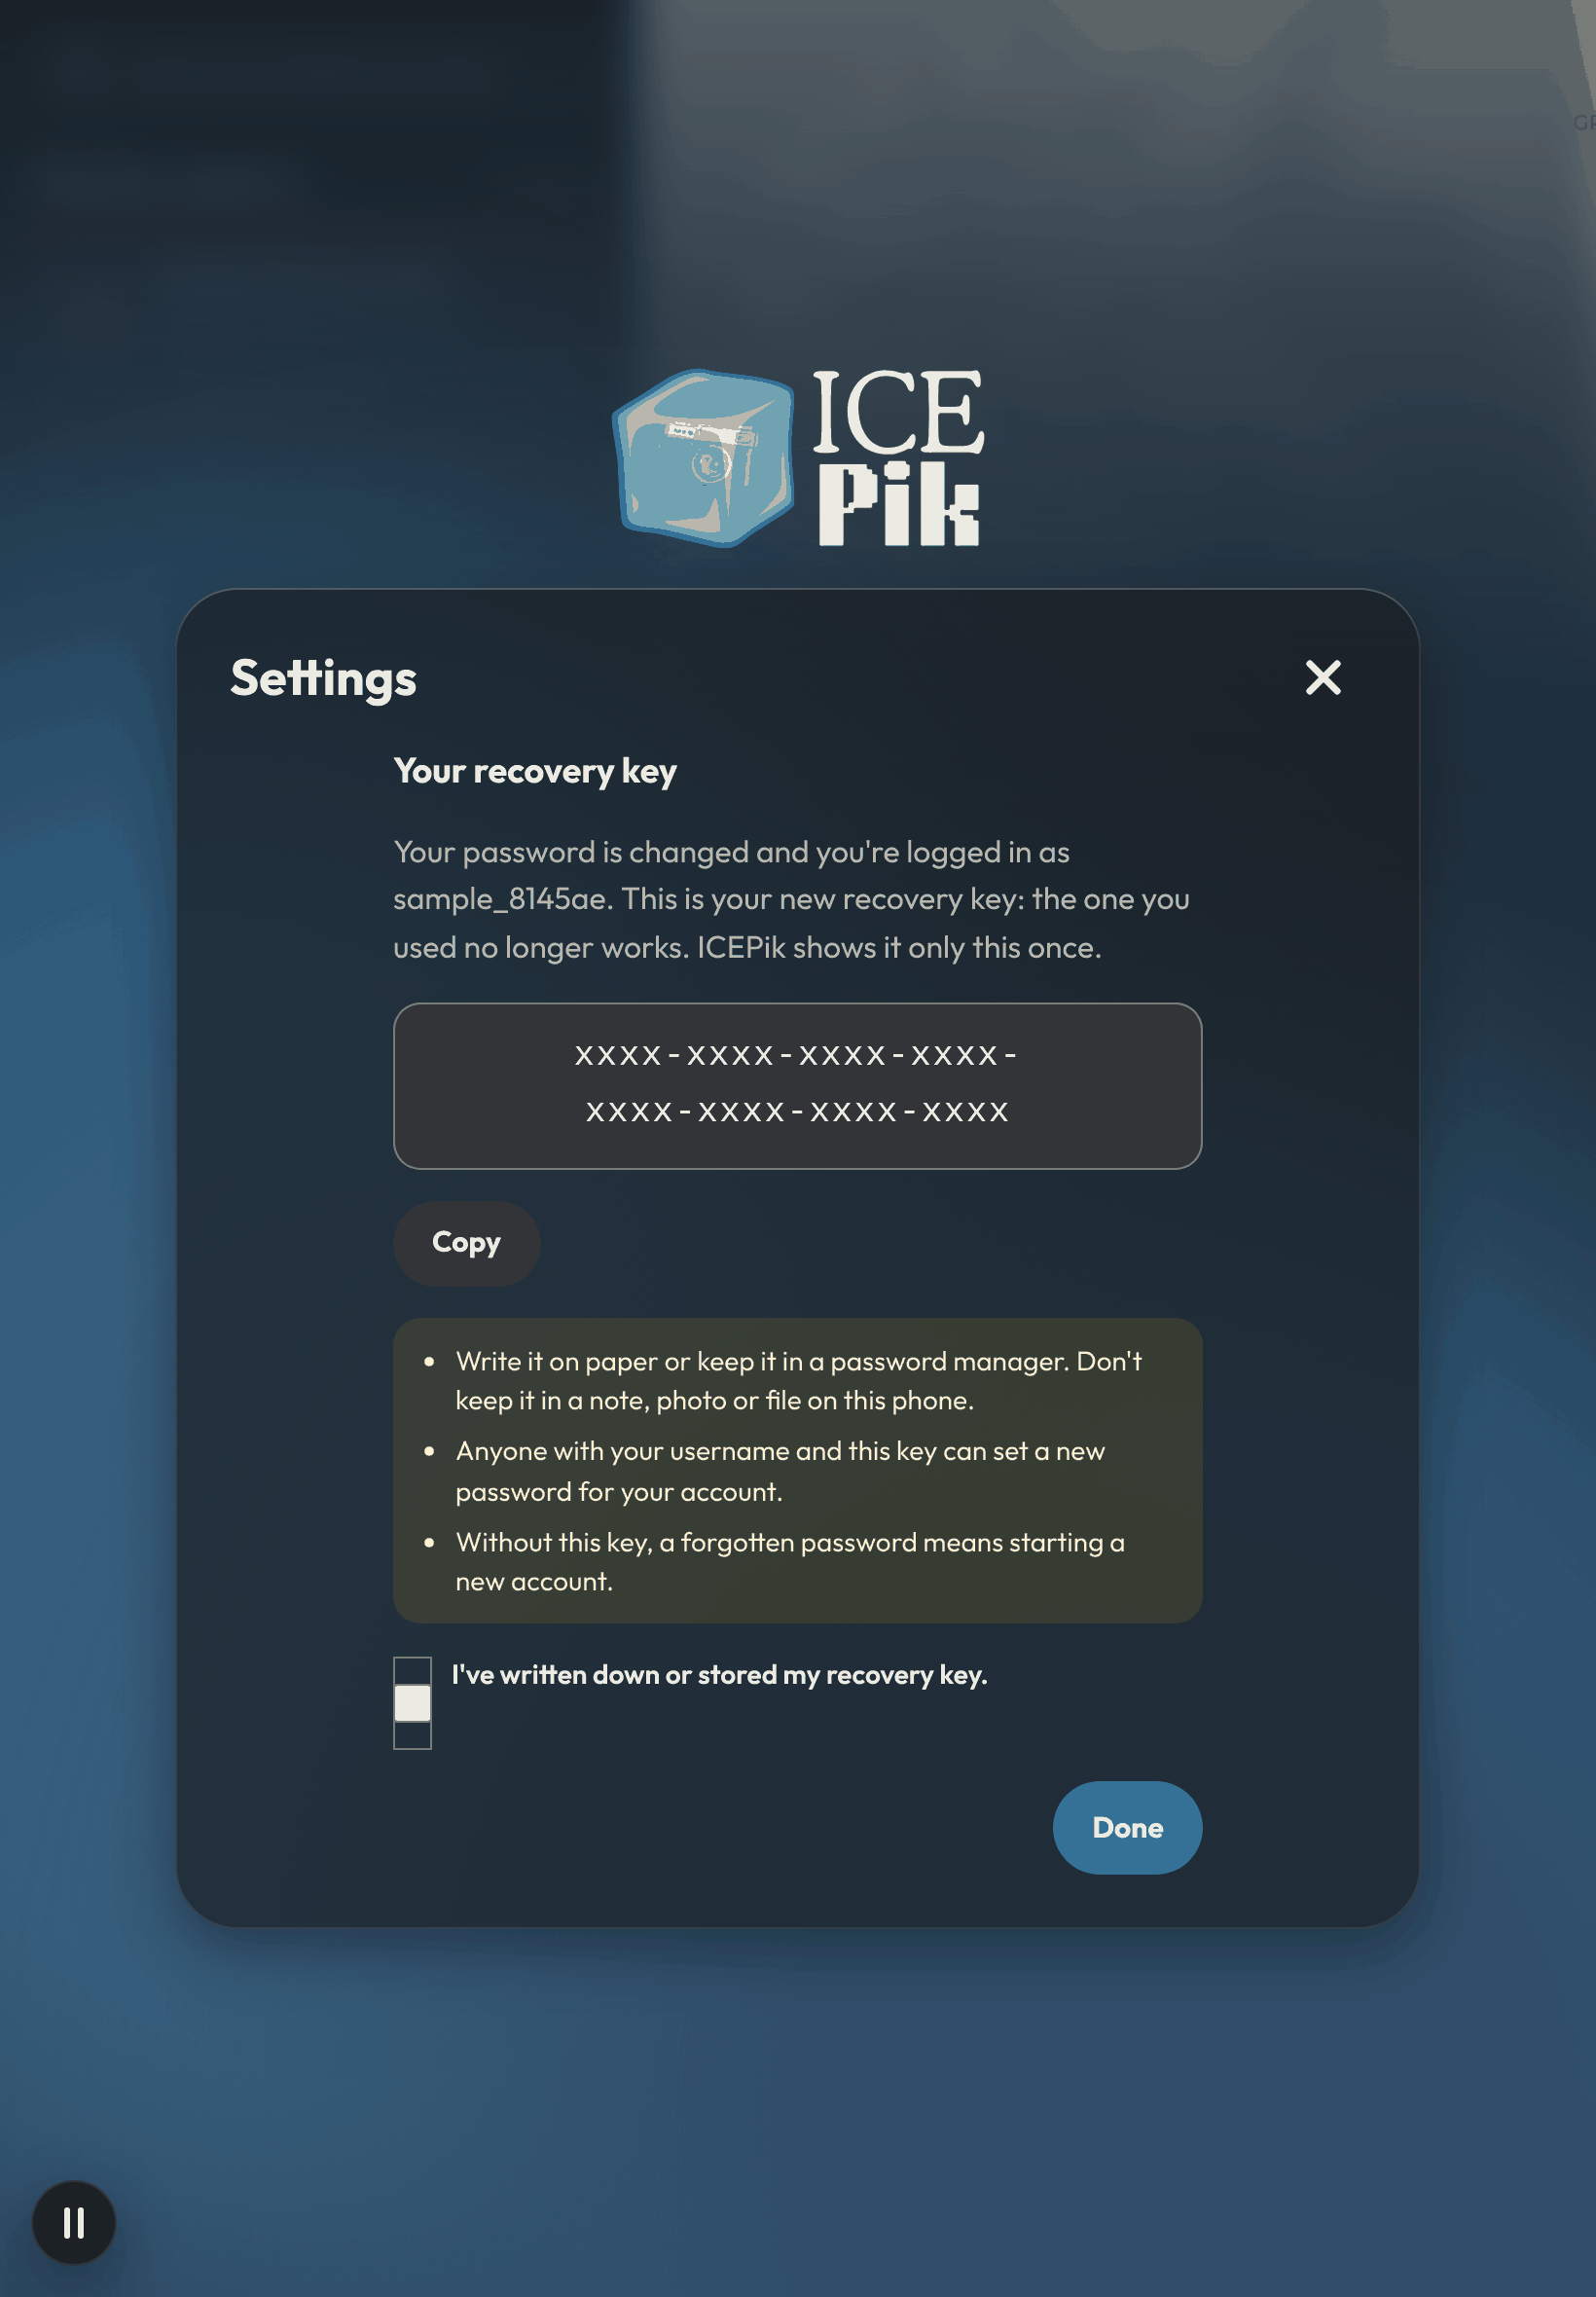 GR
ICE
Pik
Settings
Your recovery key
Your password is changed and you're logged in as
sample_8145ae. This is your new recovery key: the one you
used no longer works. ICEPik shows it only this once.
xxxx-xxxx-xxxx-xxxx-
xxxx-xxxx-xxxx-xxxx
Copy
• Write it on paper or keep it in a password manager. Don't
keep it in a note, photo or file on this phone.
• Anyone with your username and this key can set a new
password for your account.
• Without this key, a forgotten password means starting a
new account.
I've written down or stored my recovery key.
Done